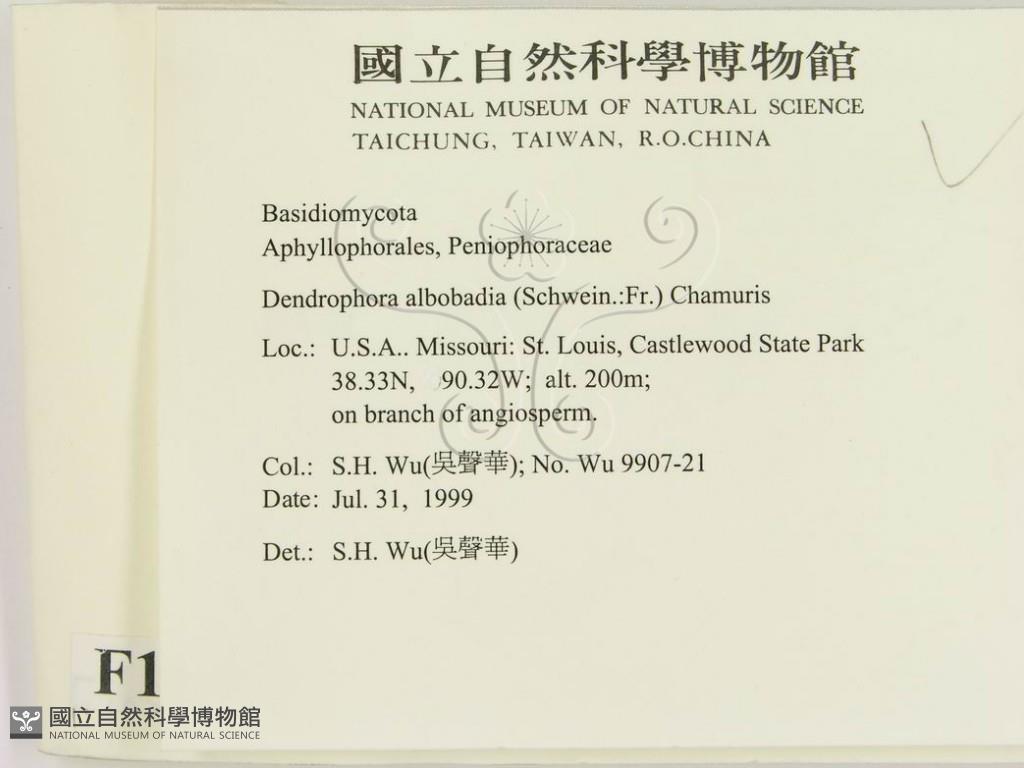 國立自然科學博物館
NATIONAL MUSEUM OF NATURAL SCIENCE
TAICHUNG, TAIWAN, R.O.CHINA
Basidiomycota
Aphyllophorales, Peniophoraceae
Dendrophora albobadia (Schwein.:Fr.) Chamuris
Loc.: U.S.A.. Missouri: St. Louis, Castlewood State Park
38.33N, 90.32W; alt. 200m;
on branch of angiosperm.
Col.: S.H. Wu(吳聲華); No. Wu 9907-21
Date: Jul. 31, 1999
Det.: S.H. Wu(吳聲華)
F1
國立自然科學博物館
NATIONAL MUSEUM OF NATURAL SCIENCE